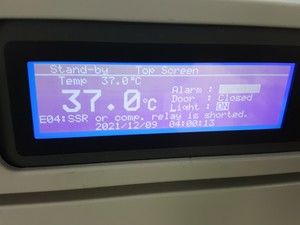 Stand-by Top Screen
Temp 37.0℃
Alarm :
37.0℃
Door : Closed
Light : ON
E04:SSR or comp. relay is shorted.
2021/12/09 04:00:13